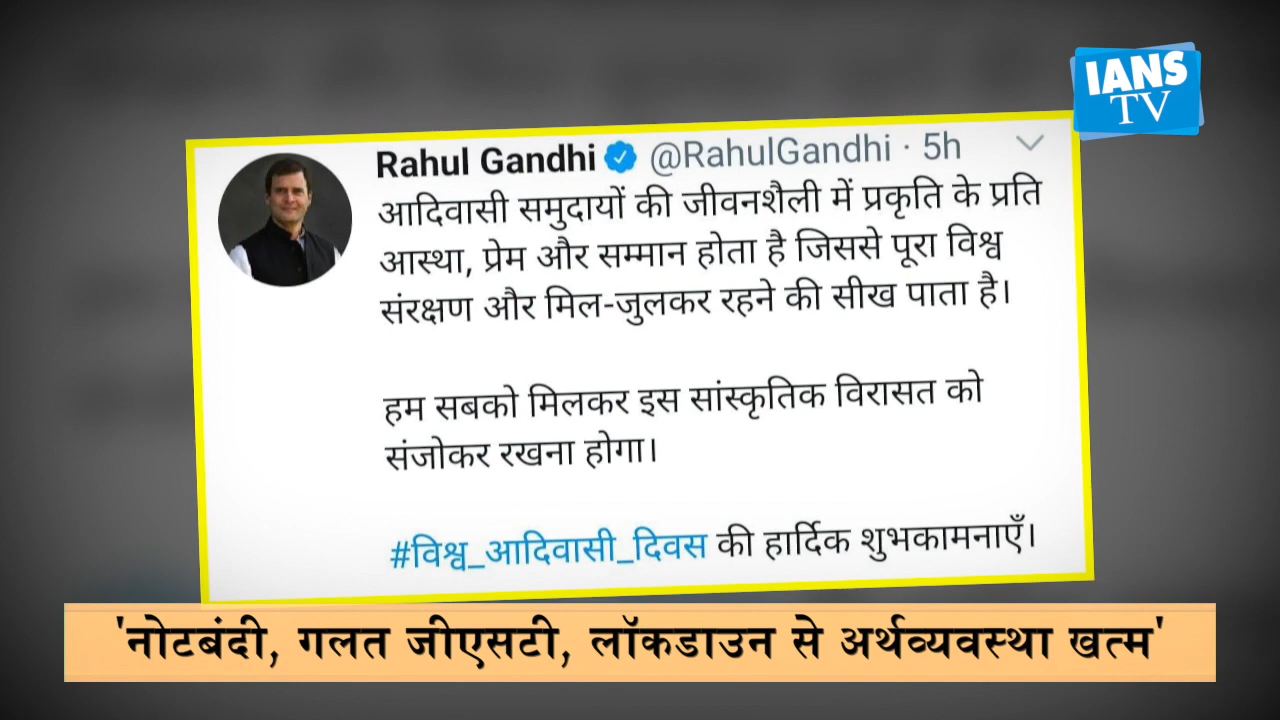 IANS
TV
Rahul Gandhi @RahulGandhi · 5h
आदिवासी समुदायों की जीवनशैली में प्रकृति के प्रति
आस्था, प्रेम और सम्मान होता है जिससे पूरा विश्व
संरक्षण और मिल-जुलकर रहने की सीख पाता है।
हम सबको मिलकर इस सांस्कृतिक विरासत को
संजोकर रखना होगा।
#विश्व_आदिवासी_दिवस की हार्दिक शुभकामनाएँ।
'नोटबंदी, गलत जीएसटी, लॉकडाउन से अर्थव्यवस्था खत्म'